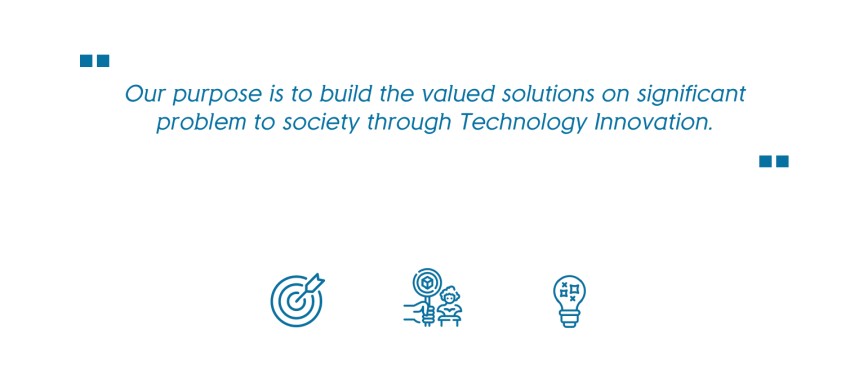 Our purpose is to build the valued solutions on significant
problem to society through Technology Innovation.